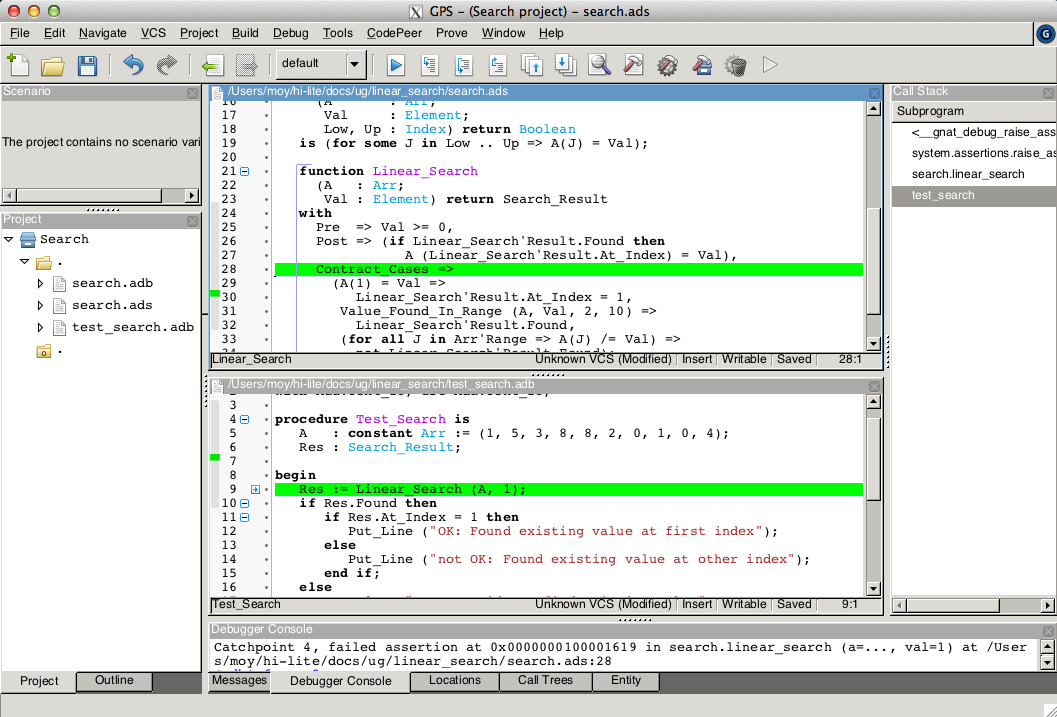 GPS - (Search project) - search.ads
File Edit Navigate VCS Project Build Debug Tools CodePeer Prove Window Help
default
Scenario
The project contains no scenario vari
Project
Search
.
search.adb
search.ads
test_search.adb
.
Project Outline
/Users/moy/hi-lite/docs/ug/linear_search/search.ads
16 (A : Arr;
17 Val : Element;
18 Low, Up : Index) return Boolean
19 is (for some J in Low .. Up => A(J) = Val);
20
21 function Linear_Search
22 (A : Arr;
23 Val : Element) return Search_Result
24 with
25 Pre => Val >= 0,
26 Post => (if Linear_Search'Result.Found then
27 A (Linear_Search'Result.At_Index) = Val),
28 Contract_Cases =>
29 (A(1) = Val =>
30 Linear_Search'Result.At_Index = 1,
31 Value_Found_In_Range (A, Val, 2, 10) =>
32 Linear_Search'Result.Found,
33 (for all J in Arr'Range => A(J) /= Val) =>
34 not Linear_Search'Result.Found);
Linear_Search Unknown VCS (Modified) Insert Writable Saved 28:1
/Users/moy/hi-lite/docs/ug/linear_search/test_search.adb
3
4 procedure Test_Search is
5 A : constant Arr := (1, 5, 3, 8, 8, 2, 0, 1, 0, 4);
6 Res : Search_Result;
7
8 begin
9 Res := Linear_Search (A, 1);
10 if Res.Found then
11 if Res.At_Index = 1 then
12 Put_Line ("OK: Found existing value at first index");
13 else
14 Put_Line ("not OK: Found existing value at other index");
15 end if;
16 else
Test_Search Unknown VCS (Modified) Insert Writable Saved 9:1
Debugger Console
Catchpoint 4, failed assertion at 0x0000000100001619 in search.linear_search (a=..., val=1) at /User
s/moy/hi-lite/docs/ug/linear_search/search.ads:28
Messages Debugger Console Locations Call Trees Entity
G
Call Stack
Subprogram
<__gnat_debug_raise_ass
system.assertions.raise_as
search.linear_search
test_search